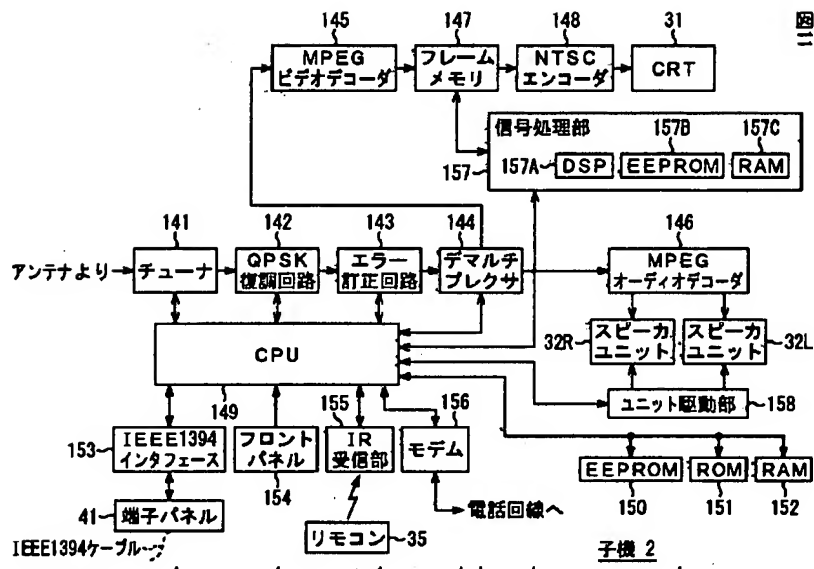 図11
145
147
148
31
MPEG
ビデオデコーダ
フレーム
メモリ
NTSC
エンコーダ
CRT
信号処理部
157B
157C
157A
DSP
EEPROM
RAM
157
141
142
143
144
146
アンテナより
チューナ
QPSK
復調回路
エラー
訂正回路
デマルチ
プレクサ
MPEG
オーディオデコーダ
CPU
32R
スピーカ
ユニット
スピーカ
ユニット
32L
149
155
156
ユニット駆動部
158
153
IEEE1394
インタフェース
フロント
パネル
IR
受信部
モデム
154
EEPROM
ROM
RAM
150
151
152
41
端子パネル
電話回線へ
IEEE1394ケーブル
リモコン
35
子機 2